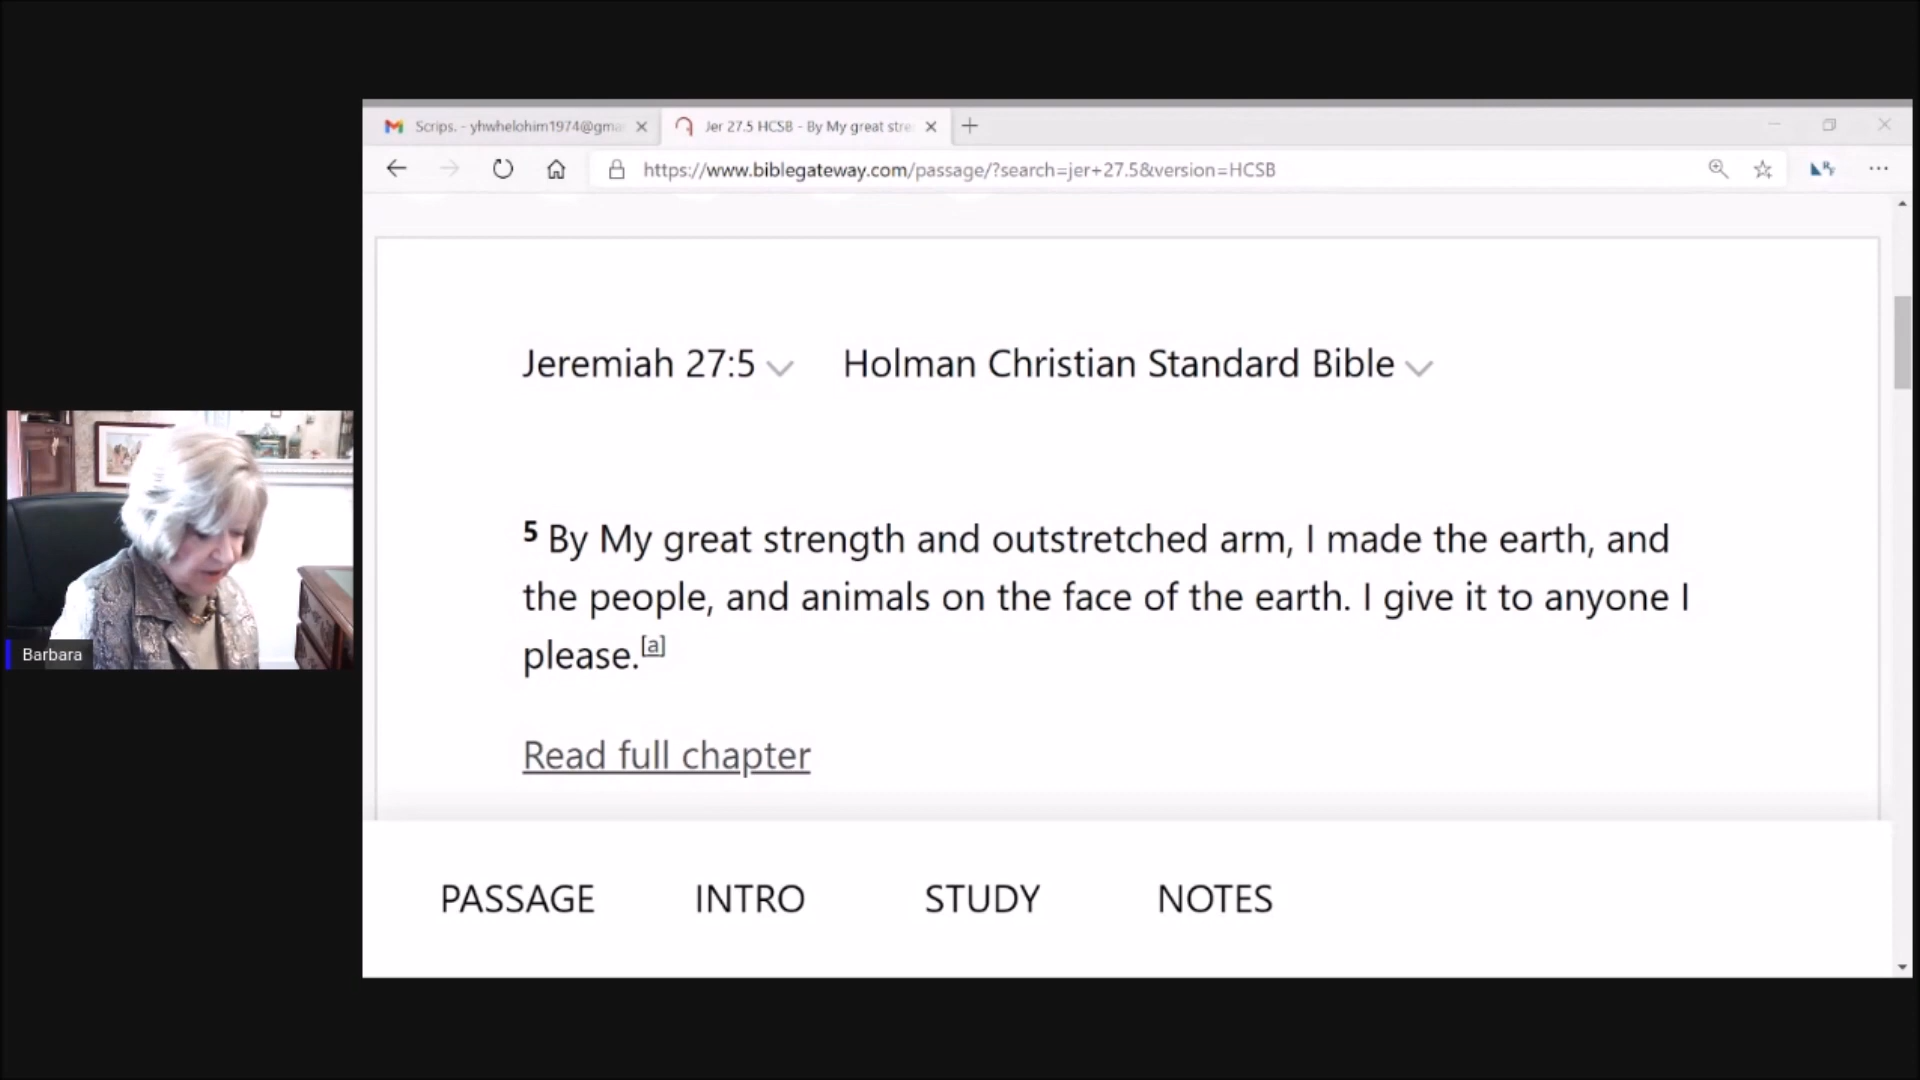 Scrips. - yhwhelohim1974@gma
Jer 27.5 HCSB - By My great stre
https://www.biblegateway.com/passage/?search=jer+27.5&version=HCSB
Jeremiah 27:5
Holman Christian Standard Bible
5 By My great strength and outstretched arm, I made the earth, and
the people, and animals on the face of the earth. I give it to anyone I
please.[a]
Read full chapter
Barbara
PASSAGE INTRO STUDY NOTES